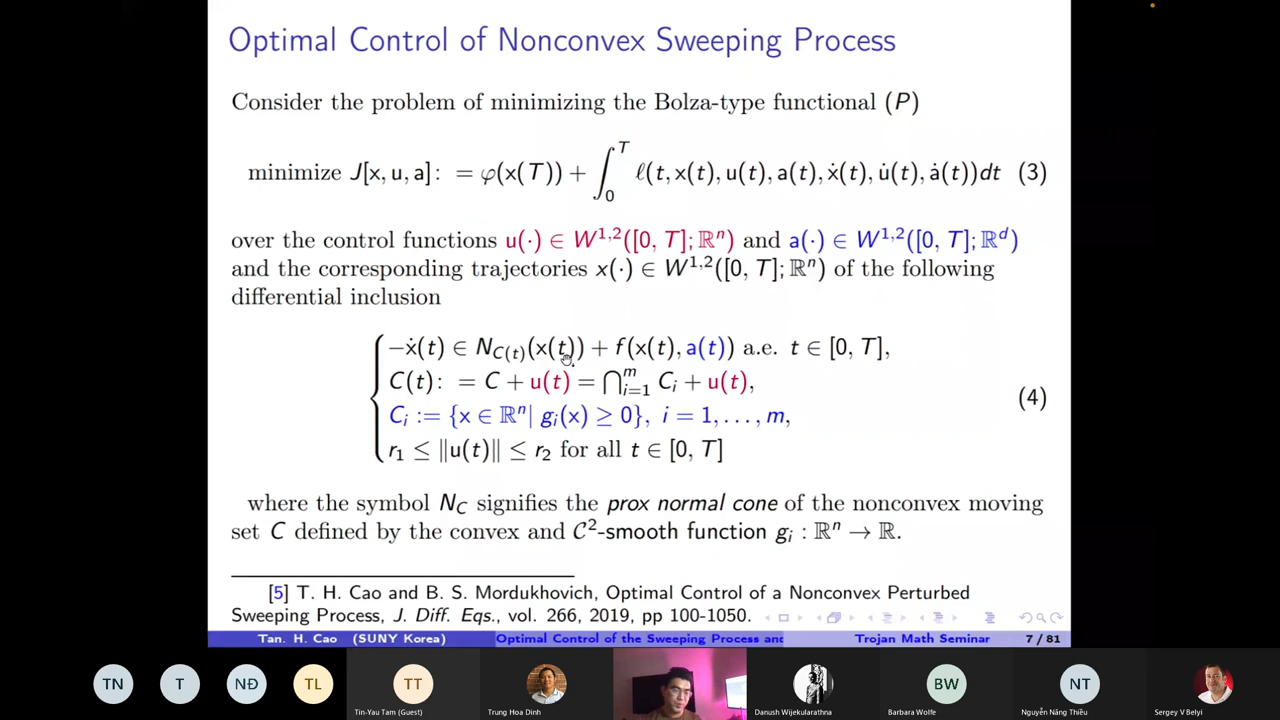 Optimal Control of Nonconvex Sweeping Process
Consider the problem of minimizing the Bolza-type functional (P)
minimize J[x, u, a]: = φ(x(T)) + ∫₀ᵀ ℓ(t, x(t), u(t), a(t), ẋ(t), u̇(t), ȧ(t))dt (3)
over the control functions u(·) ∈ W^{1,2}([0, T]; ℝⁿ) and a(·) ∈ W^{1,2}([0, T]; ℝᵈ)
and the corresponding trajectories x(·) ∈ W^{1,2}([0, T]; ℝⁿ) of the following
differential inclusion
−ẋ(t) ∈ N_{C(t)}(x(t)) + f(x(t), a(t)) a.e. t ∈ [0, T],
C(t): = C + u(t) = ⋂_{i=1}^{m} C_i + u(t),
C_i := {x ∈ ℝⁿ| g_i(x) ≥ 0}, i = 1, . . . , m,
r₁ ≤ ‖u(t)‖ ≤ r₂ for all t ∈ [0, T]
(4)
where the symbol N_C signifies the prox normal cone of the nonconvex moving
set C defined by the convex and 𝒞²-smooth function g_i : ℝⁿ → ℝ.
[5] T. H. Cao and B. S. Mordukhovich, Optimal Control of a Nonconvex Perturbed
Sweeping Process, J. Diff. Eqs., vol. 266, 2019, pp 100-1050.
Tan. H. Cao (SUNY Korea) Optimal Control of the Sweeping Process and Trojan Math Seminar 7 / 81
TN T NĐ TL TT BW NT
Tin-Yau Tam (Guest) Trung Hoa Dinh Danush Wijekularathna Barbara Wolfe Nguyễn Năng Thiều Sergey V Belyi